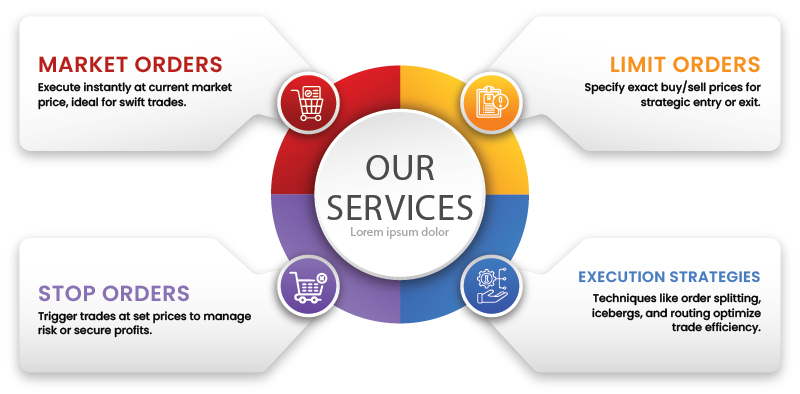 MARKET ORDERS
Execute instantly at current market
price, ideal for swift trades.
LIMIT ORDERS
Specify exact buy/sell prices for
strategic entry or exit.
OUR
SERVICES
Lorem ipsum dolor
STOP ORDERS
Trigger trades at set prices to manage
risk or secure profits.
EXECUTION STRATEGIES
Techniques like order splitting,
icebergs, and routing optimize
trade efficiency.